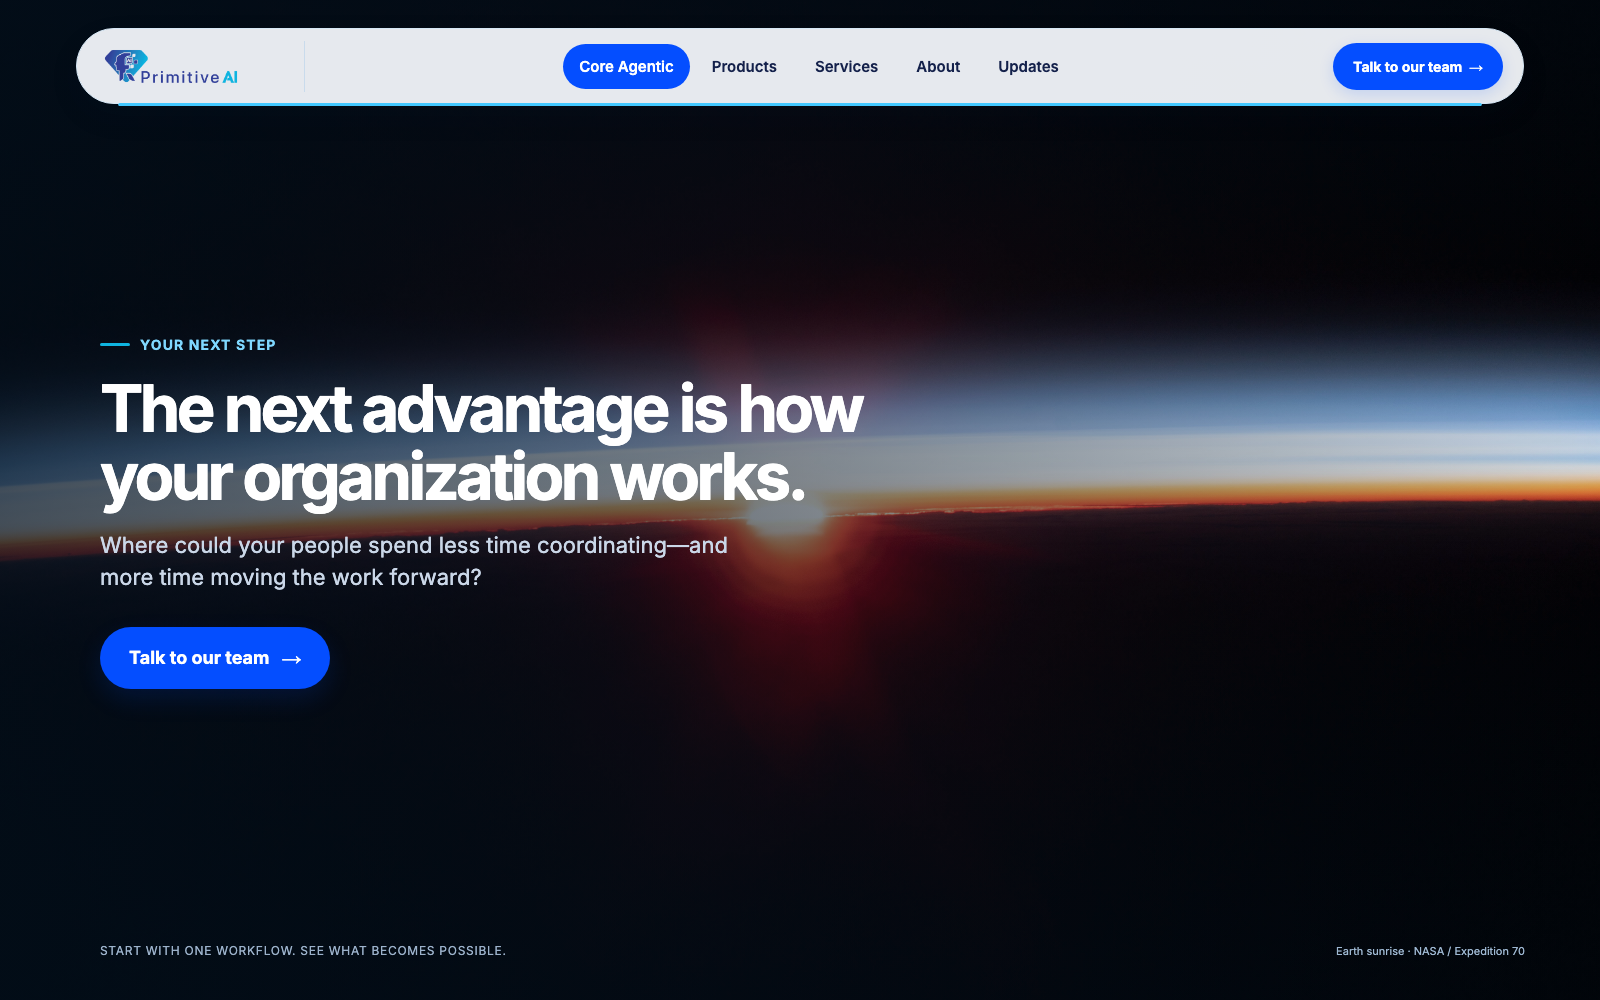 Primitive AI
Core Agentic
Products
Services
About
Updates
Talk to our team →
YOUR NEXT STEP
The next advantage is how
your organization works.
Where could your people spend less time coordinating—and
more time moving the work forward?
Talk to our team →
START WITH ONE WORKFLOW. SEE WHAT BECOMES POSSIBLE.
Earth sunrise · NASA / Expedition 70